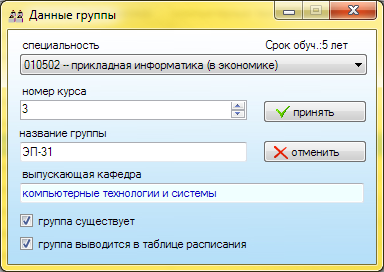 Данные группы
специальность Срок обуч.:5 лет
010502 -- прикладная информатика (в экономике)
номер курса
3 принять
название группы
ЭП-31 отменить
выпускающая кафедра
компьютерные технологии и системы
группа существует
группа выводится в таблице расписания